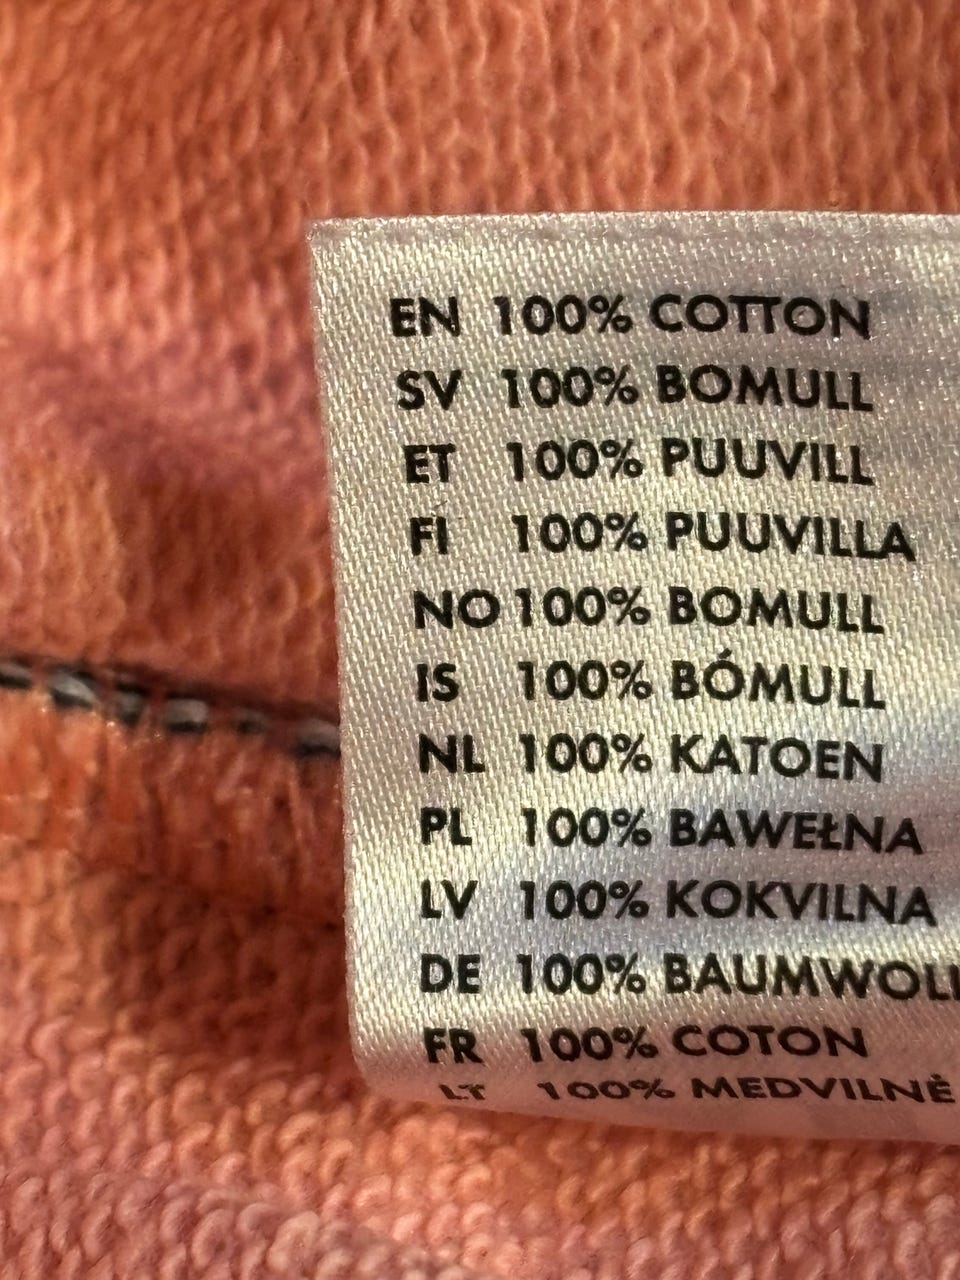 EN 100% COTTON
SV 100% BOMULL
ET 100% PUUVILL
FI 100% PUUVILLA
NO 100% BOMULL
IS 100% BÓMULL
NL 100% KATOEN
PL 100% BAWEŁNA
LV 100% KOKVILNA
DE 100%
FR 100% COTON
LT 100% MEDVILNĖ